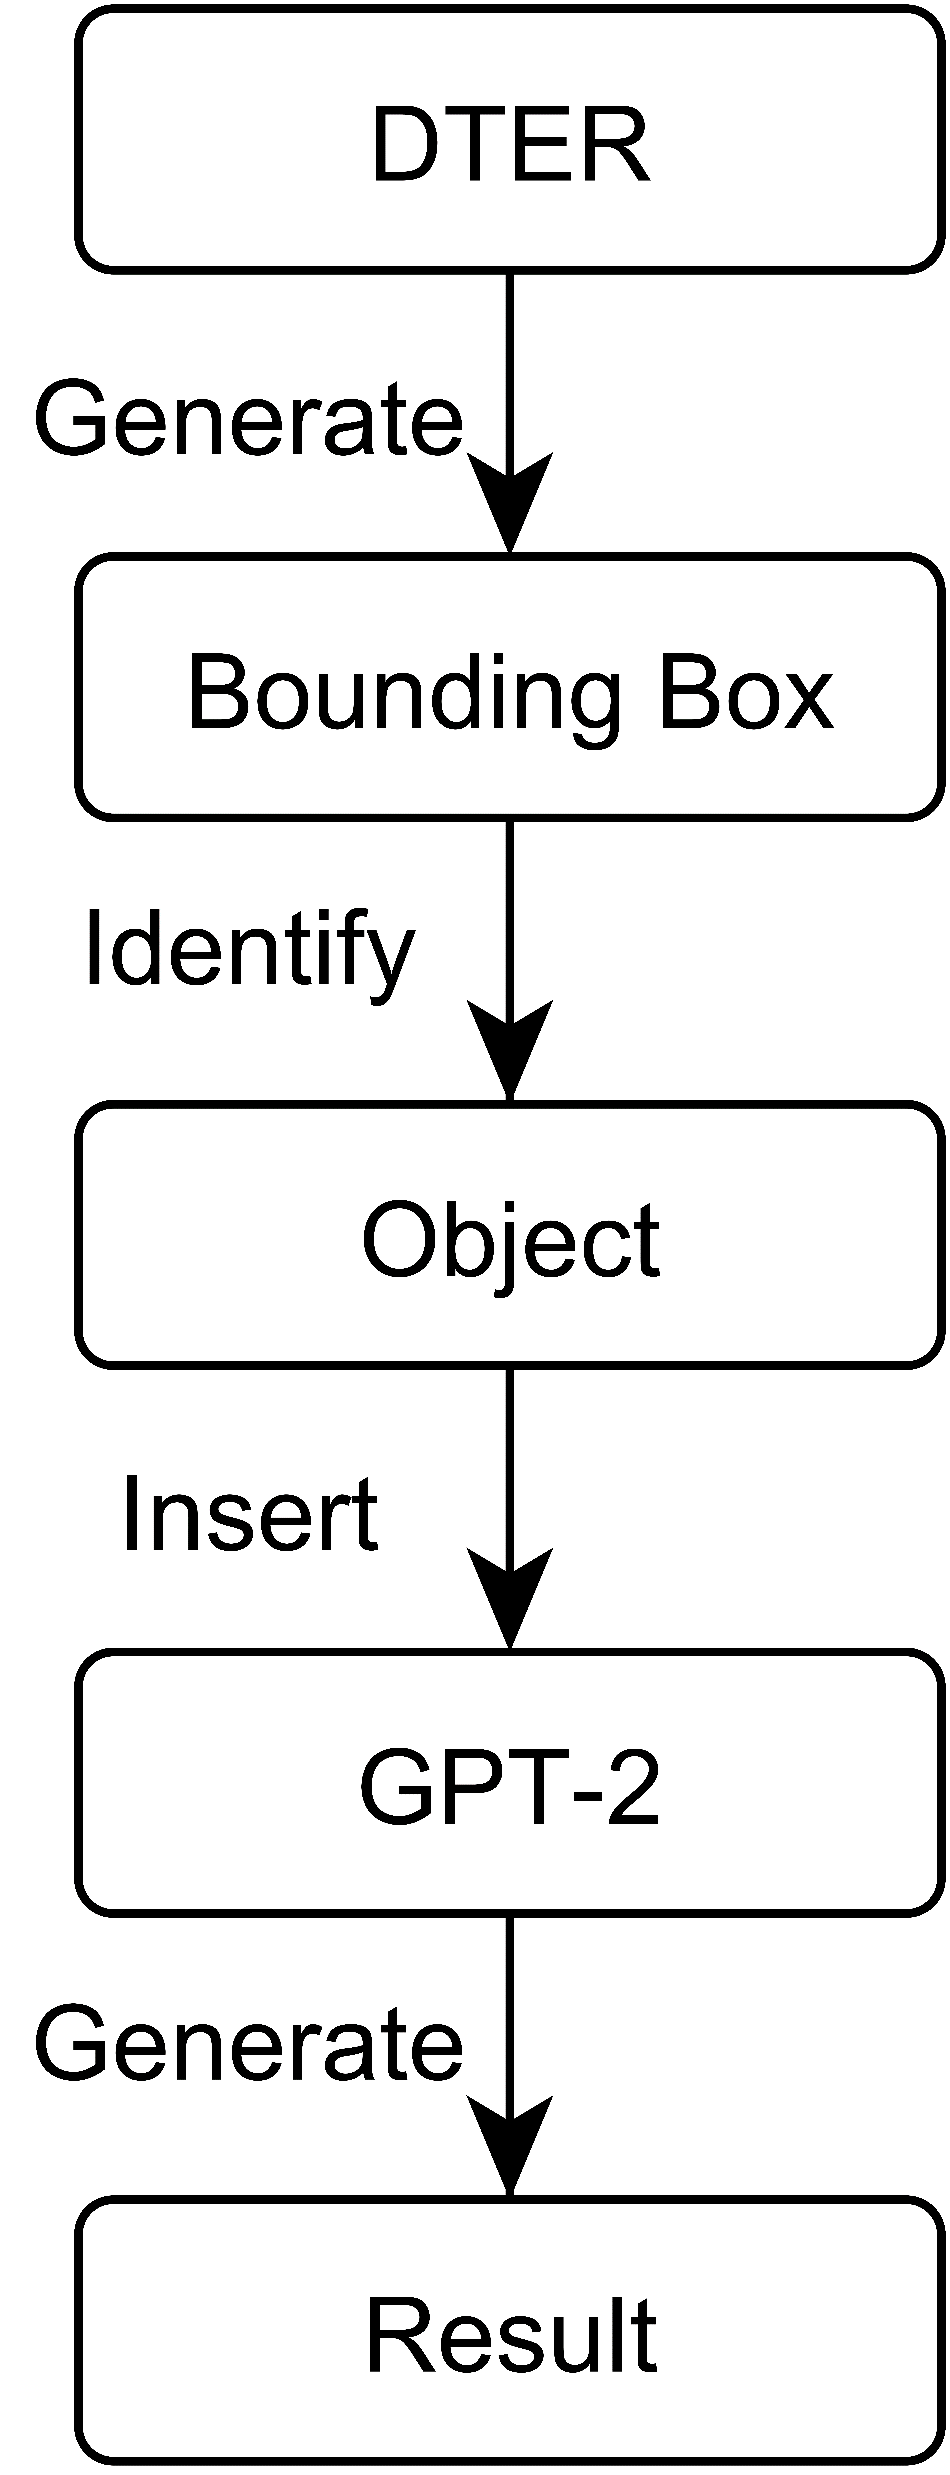 DTER
Generate
Bounding Box
Identify
Object
Insert
GPT-2
Generate
Result